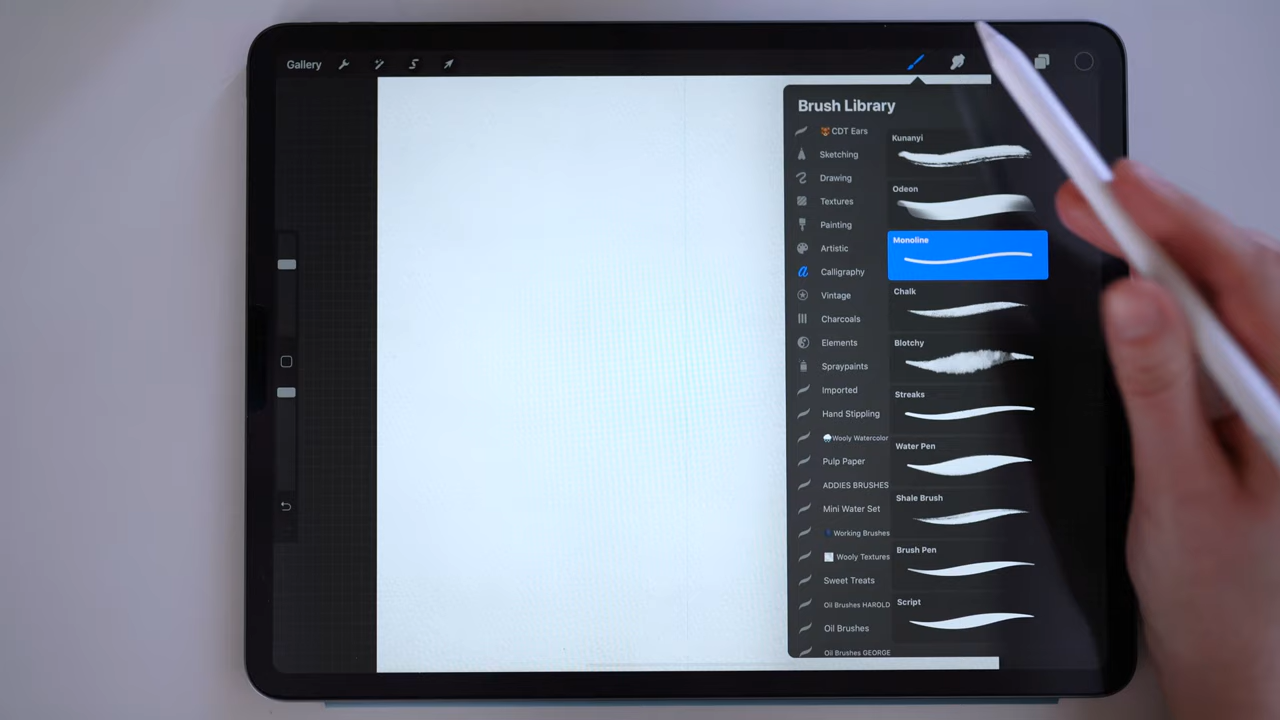 Gallery
Brush Library
CDT Ears
Sketching
Drawing
Textures
Painting
Artistic
Calligraphy
Vintage
Charcoals
Elements
Spraypaints
Imported
Hand Stippling
Wooly Watercolor
Pulp Paper
ADDIES BRUSHES
Mini Water Set
Working Brushes
Wooly Textures
Sweet Treats
Oil Brushes HAROLD
Oil Brushes
Oil Brushes GEORGE
Kunanyi
Odeon
Monoline
Chalk
Blotchy
Streaks
Water Pen
Shale Brush
Brush Pen
Script